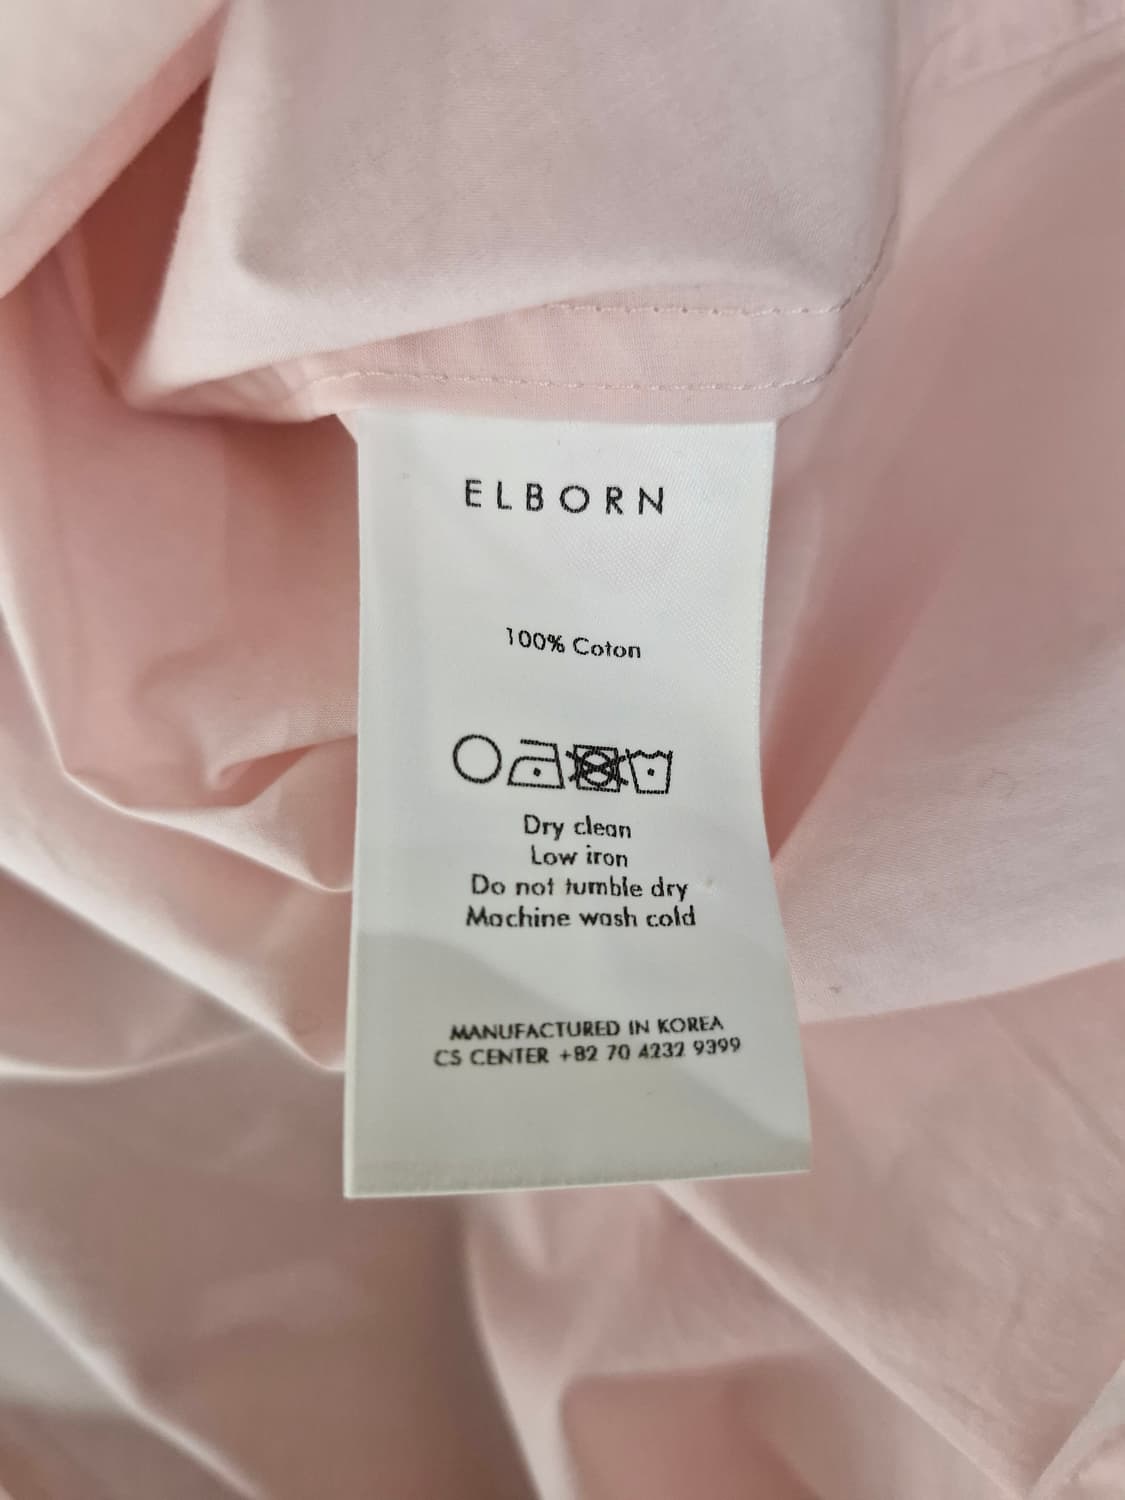 ELBORN
100% Coton
Dry clean
Low iron
Do not tumble dry
Machine wash cold
MANUFACTURED IN KOREA
CS CENTER +82 70 4232 9399